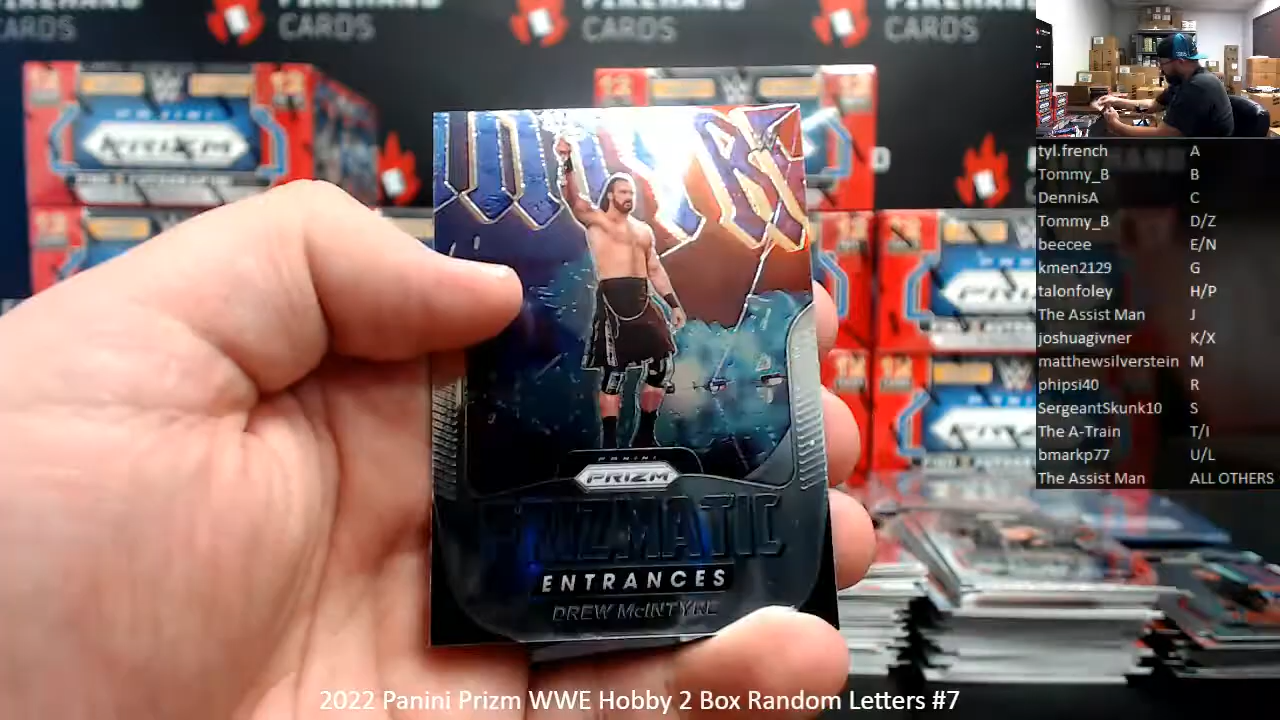 FIREHAND
CARDS
CARDS
CARDS
PANINI
PRIZM
PANINI
PRIZM
PRIZMATIC
ENTRANCES
DREW McINTYRE
tyl.french A
Tommy_B B
DennisA C
Tommy_B D/Z
beecee E/N
kmen2129 G
talonfoley H/P
The Assist Man J
joshuagivner K/X
matthewsilverstein M
phipsi40 R
SergeantSkunk10 S
The A-Train T/I
bmarkp77 U/L
The Assist Man ALL OTHERS
2022 Panini Prizm WWE Hobby 2 Box Random Letters #7